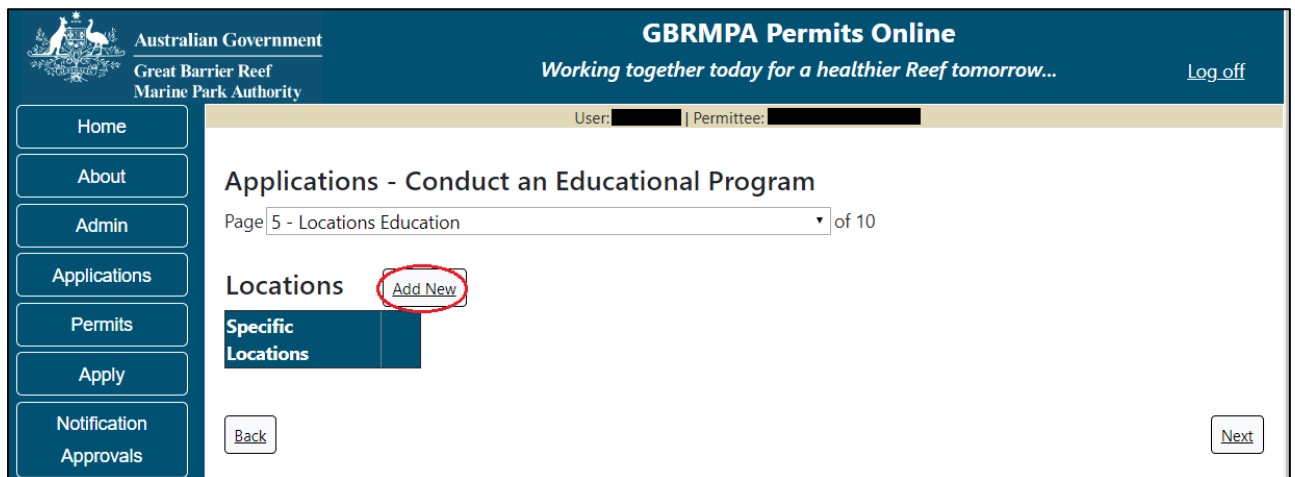 Australian Government
Great Barrier Reef
Marine Park Authority
GBRMPA Permits Online
Working together today for a healthier Reef tomorrow...
Log off
User: | Permittee:
Home
About
Admin
Applications
Permits
Apply
Notification
Approvals
Applications - Conduct an Educational Program
Page 5 - Locations Education of 10
Locations Add New
Specific
Locations
Back
Next